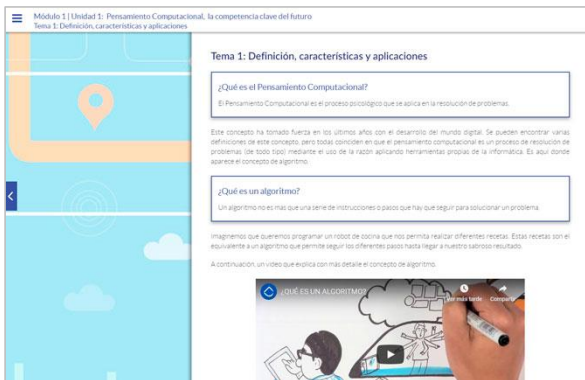 Módulo 1 | Unidad 1: Pensamiento Computacional, la competencia clave del futuro
Tema 1: Definición, características y aplicaciones
Tema 1: Definición, características y aplicaciones
¿Qué es el Pensamiento Computacional?
El Pensamiento Computacional es el proceso psicológico que se aplica en la resolución de problemas.
Este concepto ha tomado fuerza en los últimos años con el desarrollo del mundo digital. Se pueden encontrar varias
definiciones de este concepto, pero todas coinciden en que el pensamiento computacional es un proceso de resolución de
problemas (de todo tipo) mediante el uso de la razón aplicando herramientas propias de la informática. Es aquí donde
aparece el concepto de algoritmo.
¿Qué es un algoritmo?
Un algoritmo no es más que una serie de instrucciones o pasos que hay que seguir para solucionar un problema.
Imaginemos que queremos programar un robot de cocina que nos permita realizar diferentes recetas. Estas recetas son el
equivalente a un algoritmo que permite seguir los diferentes pasos hasta llegar a nuestro sabroso resultado.
A continuación, un video que explica con más detalle el concepto de algoritmo.
¿QUÉ ES UN ALGORITMO?
Ver más tarde
Compartir